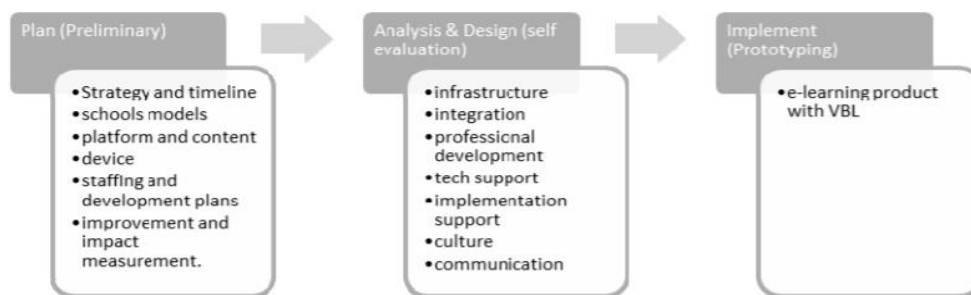 Plan (Preliminary)
•Strategy and timeline
•schools models
•platform and content
•device
•staffing and
development plans
•improvement and
impact
measurement.
Analysis & Design (self
evaluation)
•infrastructure
•integration
•professional
development
•tech support
•implementation
support
•culture
•communication
Implement
(Prototyping)
•e-learning product
with VBL